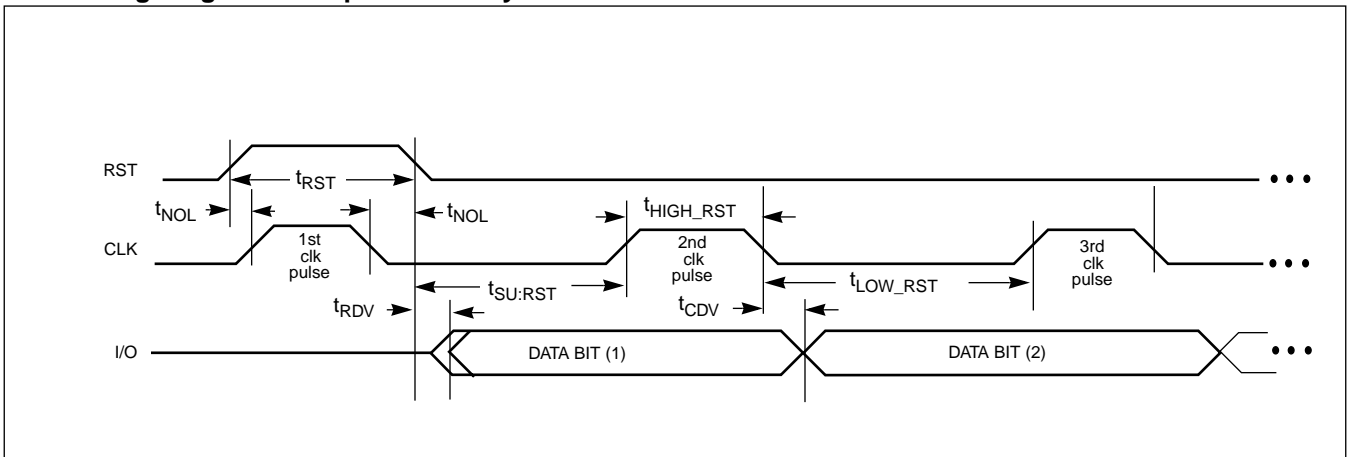 RST
tRST
tNOL
tNOL
tHIGH_RST
CLK
1st
clk
pulse
2nd
clk
pulse
3rd
clk
pulse
tSU:RST
tLOW_RST
tRDV
tCDV
I/O
DATA BIT (1)
DATA BIT (2)